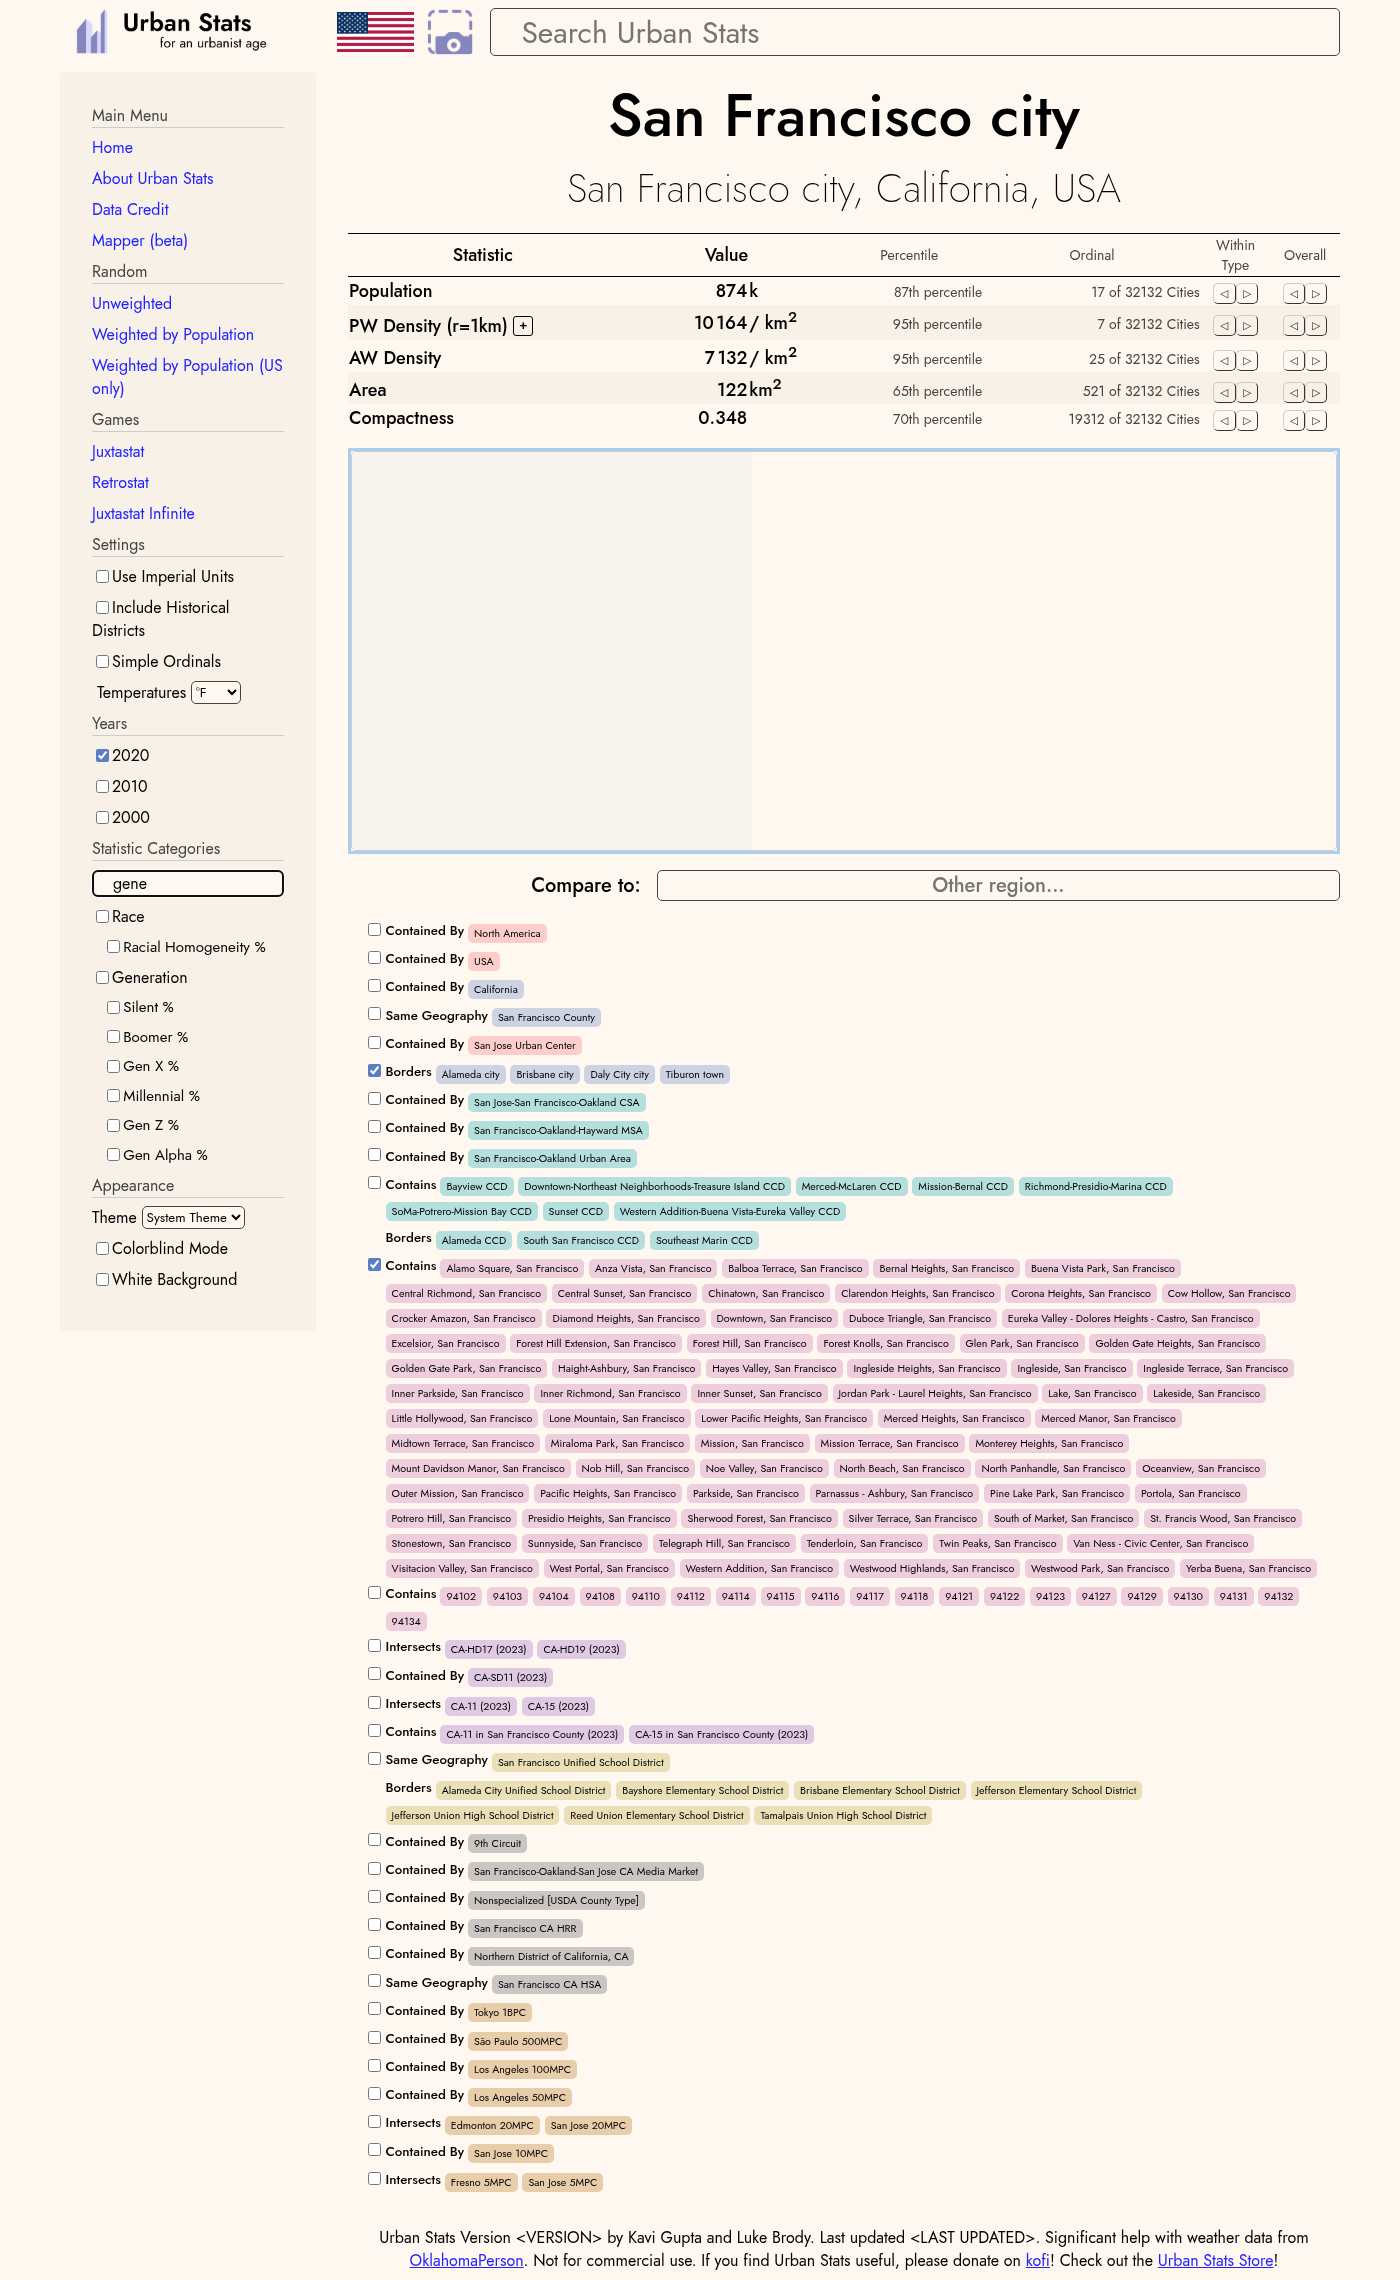 Urban Stats
for an urbanist age
Search Urban Stats
Main Menu
Home
About Urban Stats
Data Credit
Mapper (beta)
Random
Unweighted
Weighted by Population
Weighted by Population (US
only)
Games
Juxtastat
Retrostat
Juxtastat Infinite
Settings
Use Imperial Units
Include Historical
Districts
Simple Ordinals
Temperatures °F
Years
2020
2010
2000
Statistic Categories
gene
Race
Racial Homogeneity %
Generation
Silent %
Boomer %
Gen X %
Millennial %
Gen Z %
Gen Alpha %
Appearance
Theme System Theme
Colorblind Mode
White Background
San Francisco city
San Francisco city, California, USA
Statistic Value Percentile Ordinal Within Type Overall
Population 874k 87th percentile 17 of 32132 Cities
PW Density (r=1km) + 10 164 / km2 95th percentile 7 of 32132 Cities
AW Density 7 132 / km2 95th percentile 25 of 32132 Cities
Area 122 km2 65th percentile 521 of 32132 Cities
Compactness 0.348 70th percentile 19312 of 32132 Cities
Compare to: Other region...
Contained By North America
Contained By USA
Contained By California
Same Geography San Francisco County
Contained By San Jose Urban Center
Borders Alameda city Brisbane city Daly City city Tiburon town
Contained By San Jose-San Francisco-Oakland CSA
Contained By San Francisco-Oakland-Hayward MSA
Contained By San Francisco-Oakland Urban Area
Contains Bayview CCD Downtown-Northeast Neighborhoods-Treasure Island CCD Merced-McLaren CCD Mission-Bernal CCD Richmond-Presidio-Marina CCD
SoMa-Potrero-Mission Bay CCD Sunset CCD Western Addition-Buena Vista-Eureka Valley CCD
Borders Alameda CCD South San Francisco CCD Southeast Marin CCD
Contains Alamo Square, San Francisco Anza Vista, San Francisco Balboa Terrace, San Francisco Bernal Heights, San Francisco Buena Vista Park, San Francisco
Central Richmond, San Francisco Central Sunset, San Francisco Chinatown, San Francisco Clarendon Heights, San Francisco Corona Heights, San Francisco Cow Hollow, San Francisco
Crocker Amazon, San Francisco Diamond Heights, San Francisco Downtown, San Francisco Duboce Triangle, San Francisco Eureka Valley - Dolores Heights - Castro, San Francisco
Excelsior, San Francisco Forest Hill Extension, San Francisco Forest Hill, San Francisco Forest Knolls, San Francisco Glen Park, San Francisco Golden Gate Heights, San Francisco
Golden Gate Park, San Francisco Haight-Ashbury, San Francisco Hayes Valley, San Francisco Ingleside Heights, San Francisco Ingleside, San Francisco Ingleside Terrace, San Francisco
Inner Parkside, San Francisco Inner Richmond, San Francisco Inner Sunset, San Francisco Jordan Park - Laurel Heights, San Francisco Lake, San Francisco Lakeside, San Francisco
Little Hollywood, San Francisco Lone Mountain, San Francisco Lower Pacific Heights, San Francisco Merced Heights, San Francisco Merced Manor, San Francisco
Midtown Terrace, San Francisco Miraloma Park, San Francisco Mission, San Francisco Mission Terrace, San Francisco Monterey Heights, San Francisco
Mount Davidson Manor, San Francisco Nob Hill, San Francisco Noe Valley, San Francisco North Beach, San Francisco North Panhandle, San Francisco Oceanview, San Francisco
Outer Mission, San Francisco Pacific Heights, San Francisco Parkside, San Francisco Parnassus - Ashbury, San Francisco Pine Lake Park, San Francisco Portola, San Francisco
Potrero Hill, San Francisco Presidio Heights, San Francisco Sherwood Forest, San Francisco Silver Terrace, San Francisco South of Market, San Francisco St. Francis Wood, San Francisco
Stonestown, San Francisco Sunnyside, San Francisco Telegraph Hill, San Francisco Tenderloin, San Francisco Twin Peaks, San Francisco Van Ness - Civic Center, San Francisco
Visitacion Valley, San Francisco West Portal, San Francisco Western Addition, San Francisco Westwood Highlands, San Francisco Westwood Park, San Francisco Yerba Buena, San Francisco
Contains 94102 94103 94104 94108 94110 94112 94114 94115 94116 94117 94118 94121 94122 94123 94127 94129 94130 94131 94132
94134
Intersects CA-HD17 (2023) CA-HD19 (2023)
Contained By CA-SD11 (2023)
Intersects CA-11 (2023) CA-15 (2023)
Contains CA-11 in San Francisco County (2023) CA-15 in San Francisco County (2023)
Same Geography San Francisco Unified School District
Borders Alameda City Unified School District Bayshore Elementary School District Brisbane Elementary School District Jefferson Elementary School District
Jefferson Union High School District Reed Union Elementary School District Tamalpais Union High School District
Contained By 9th Circuit
Contained By San Francisco-Oakland-San Jose CA Media Market
Contained By Nonspecialized [USDA County Type]
Contained By San Francisco CA HRR
Contained By Northern District of California, CA
Same Geography San Francisco CA HSA
Contained By Tokyo 1BPC
Contained By São Paulo 500MPC
Contained By Los Angeles 100MPC
Contained By Los Angeles 50MPC
Intersects Edmonton 20MPC San Jose 20MPC
Contained By San Jose 10MPC
Intersects Fresno 5MPC San Jose 5MPC
Urban Stats Version <VERSION> by Kavi Gupta and Luke Brody. Last updated <LAST UPDATED>. Significant help with weather data from
OklahomaPerson. Not for commercial use. If you find Urban Stats useful, please donate on kofi! Check out the Urban Stats Store!